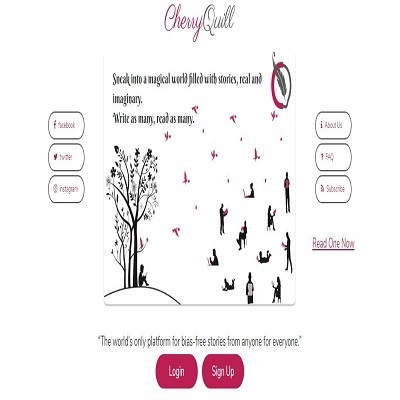 CherryQuill
Sneak into a magical world filled with stories, real and
imaginary.
Write as many, read as many.
facebook
twitter
instagram
About Us
FAQ
Subscribe
Read One Now
"The world's only platform for bias-free stories from anyone for everyone."
Login
Sign Up